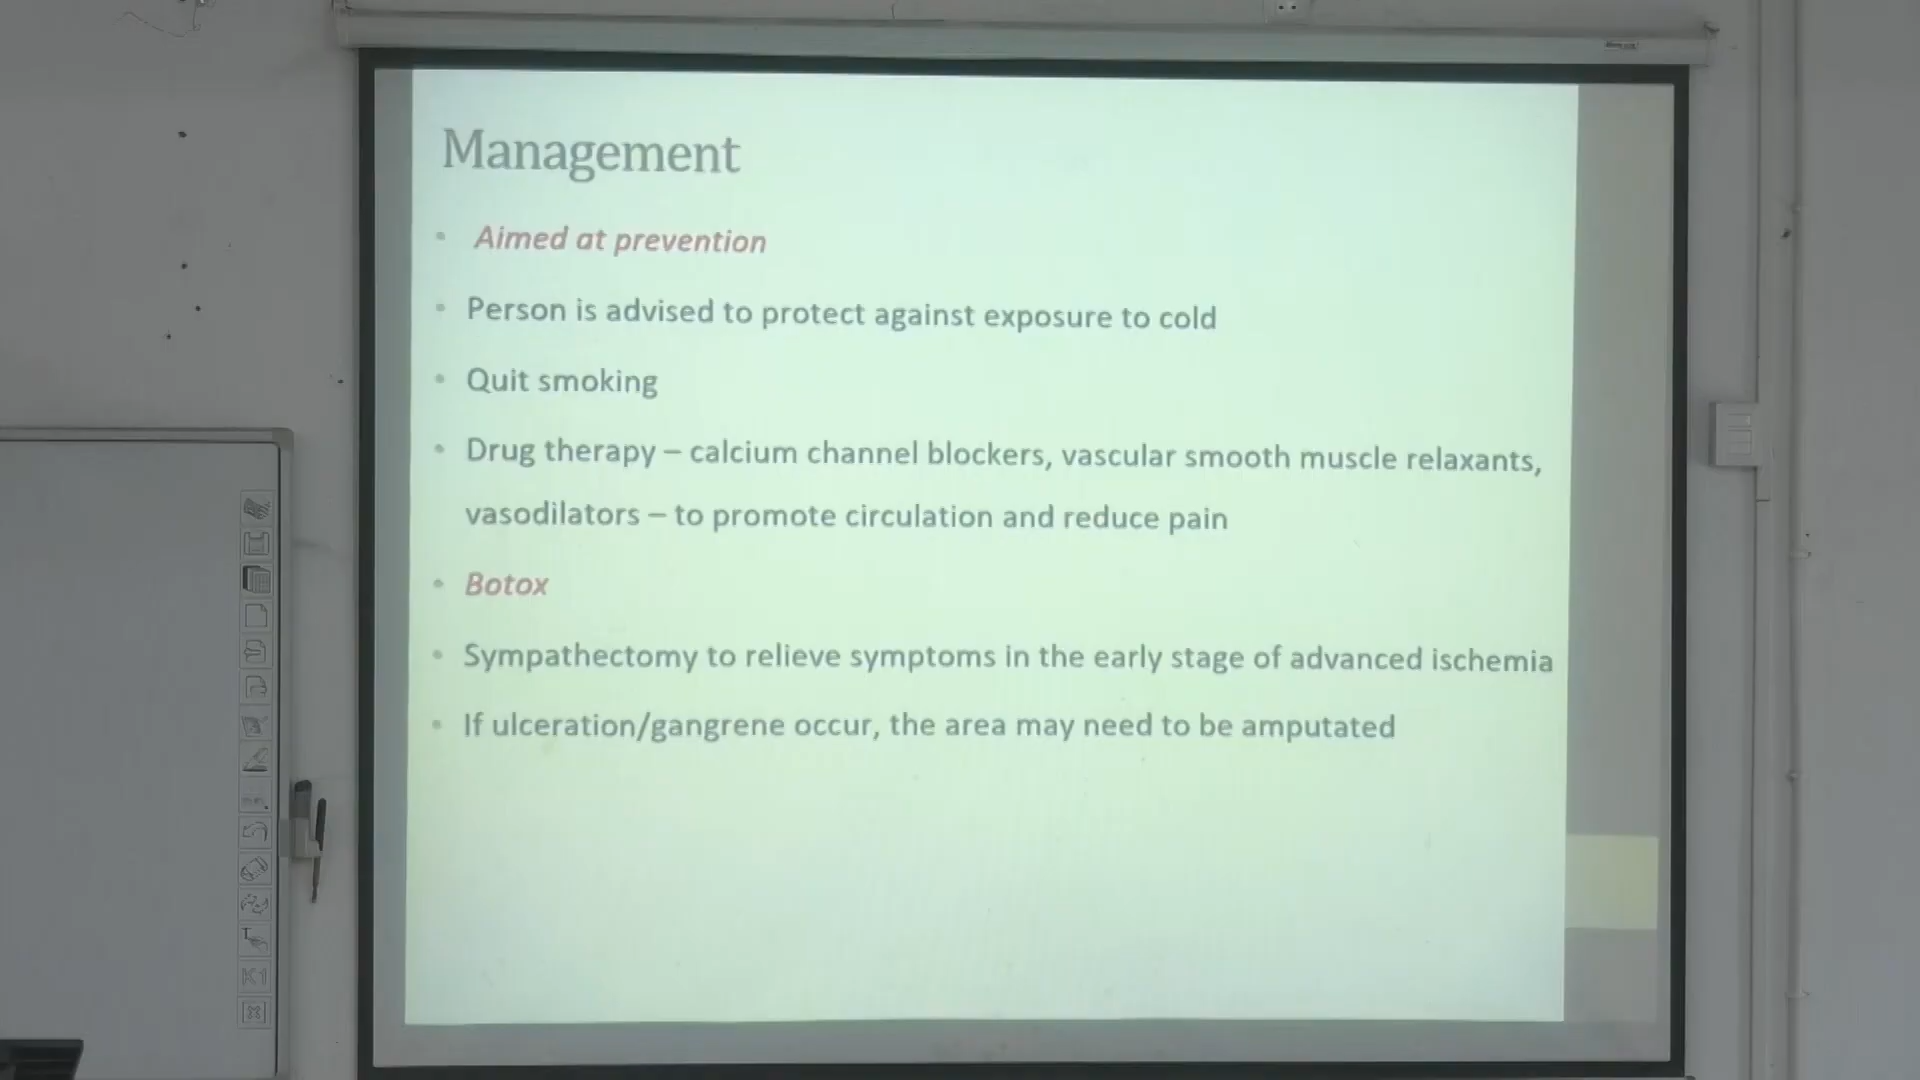 Management
• Aimed at prevention
• Person is advised to protect against exposure to cold
• Quit smoking
• Drug therapy – calcium channel blockers, vascular smooth muscle relaxants,
vasodilators – to promote circulation and reduce pain
• Botox
• Sympathectomy to relieve symptoms in the early stage of advanced ischemia
• If ulceration/gangrene occur, the area may need to be amputated
K1